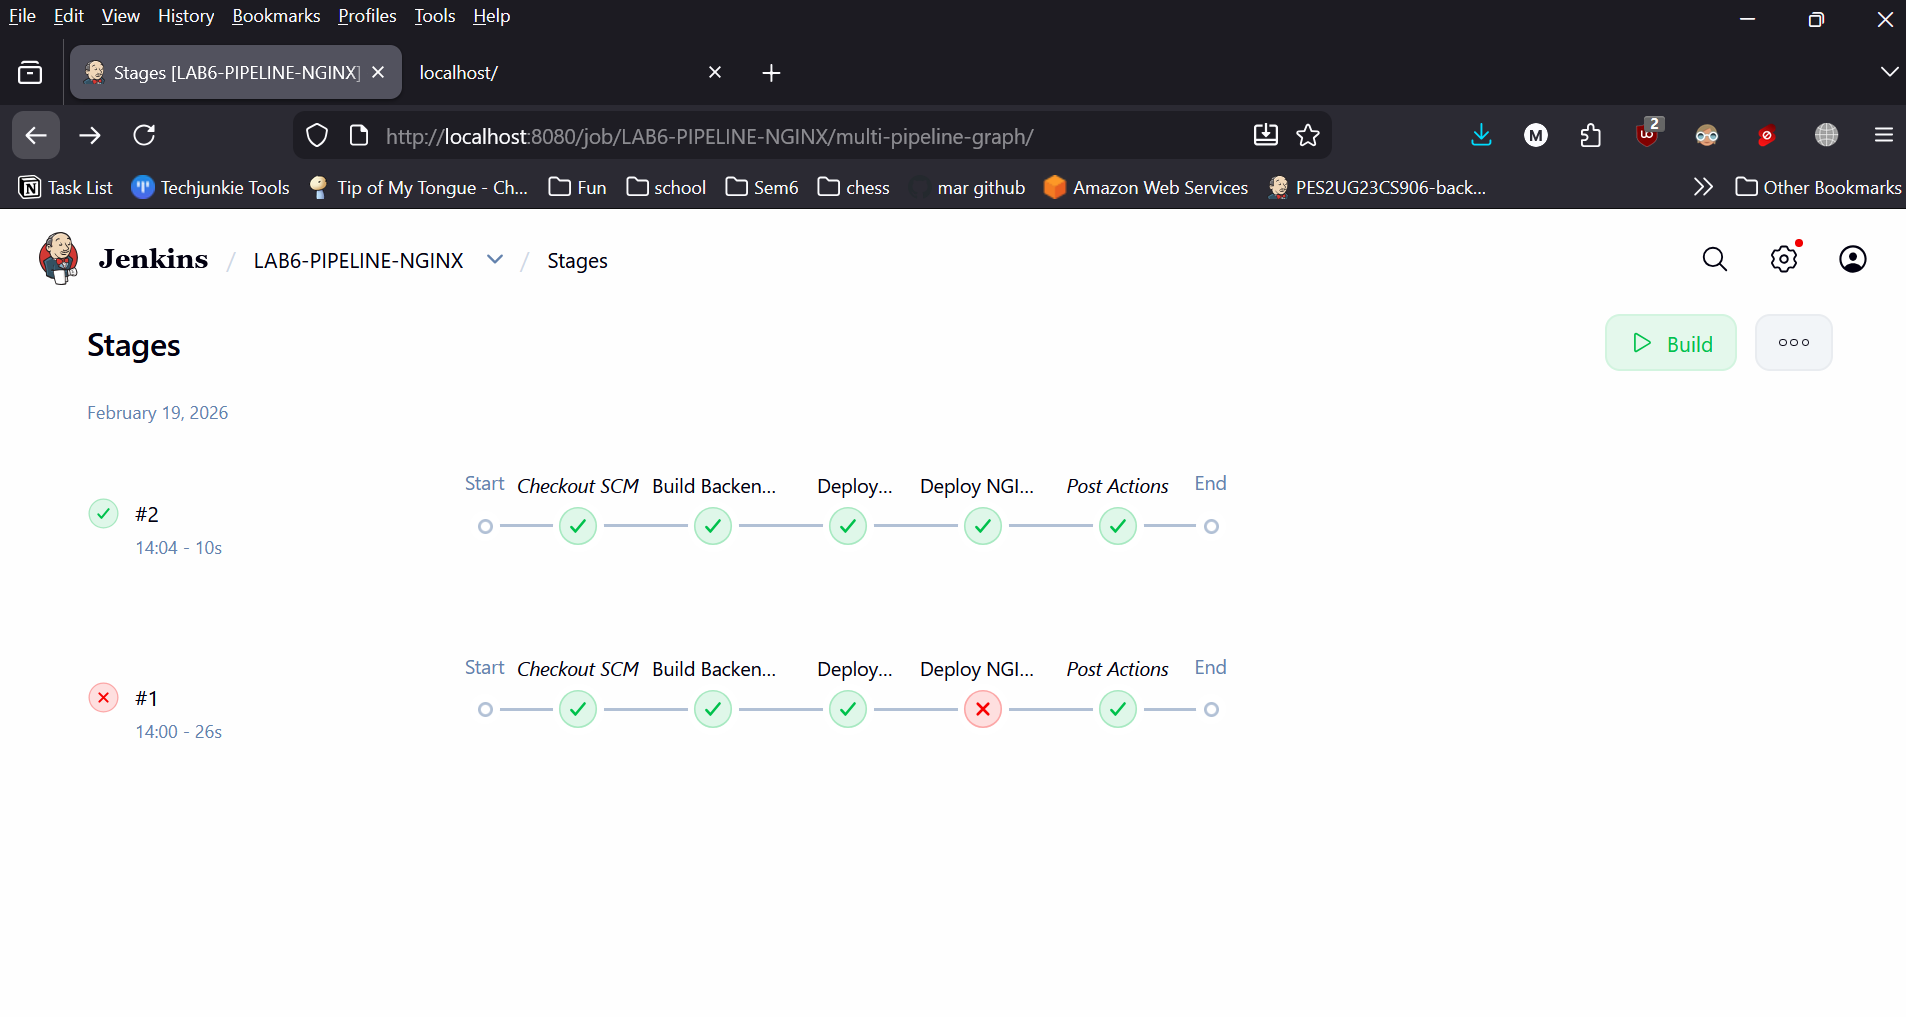 File Edit View History Bookmarks Profiles Tools Help
Stages [LAB6-PIPELINE-NGINX] localhost/
http://localhost:8080/job/LAB6-PIPELINE-NGINX/multi-pipeline-graph/ M 2
Task List Techjunkie Tools Tip of My Tongue - Ch... Fun school Sem6 chess mar github Amazon Web Services PES2UG23CS906-back... Other Bookmarks
Jenkins / LAB6-PIPELINE-NGINX / Stages
Stages
Build
February 19, 2026
Start Checkout SCM Build Backen... Deploy... Deploy NGI... Post Actions End
#2
14:04 - 10s
Start Checkout SCM Build Backen... Deploy... Deploy NGI... Post Actions End
#1
14:00 - 26s